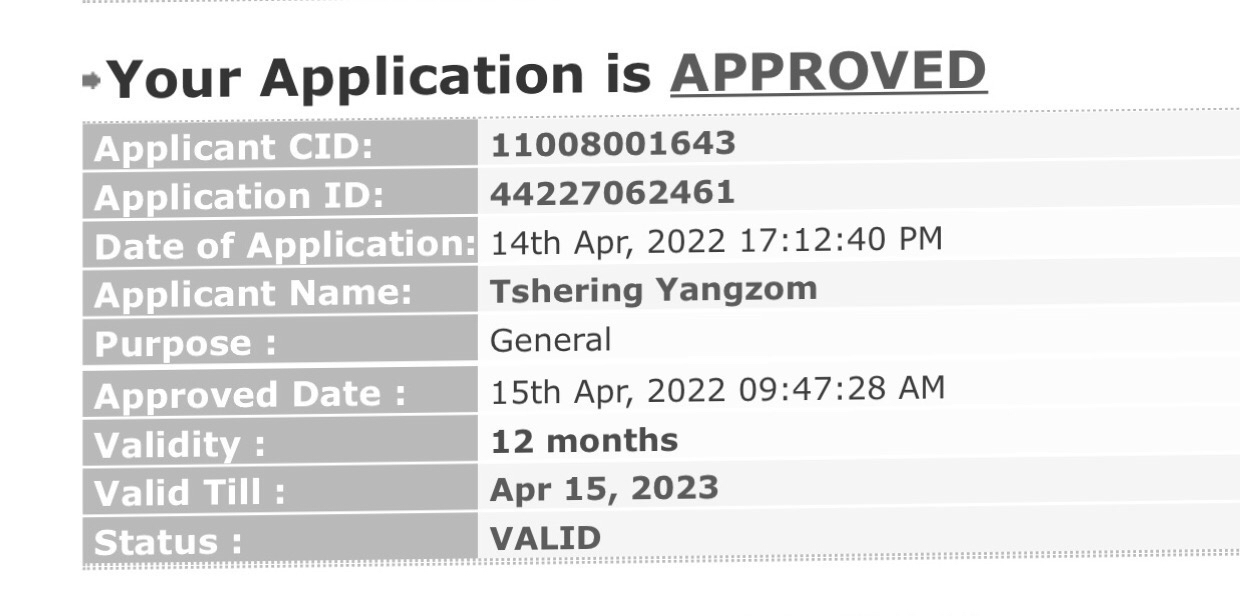 Your Application is APPROVED
Applicant CID: 11008001643
Application ID: 44227062461
Date of Application: 14th Apr, 2022 17:12:40 PM
Applicant Name: Tshering Yangzom
Purpose : General
Approved Date : 15th Apr, 2022 09:47:28 AM
Validity : 12 months
Valid Till : Apr 15, 2023
Status : VALID